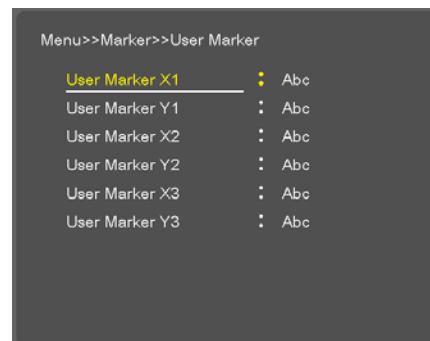 Menu>>Marker>>User Marker
User Marker X1 : Abc
User Marker Y1 : Abc
User Marker X2 : Abc
User Marker Y2 : Abc
User Marker X3 : Abc
User Marker Y3 : Abc